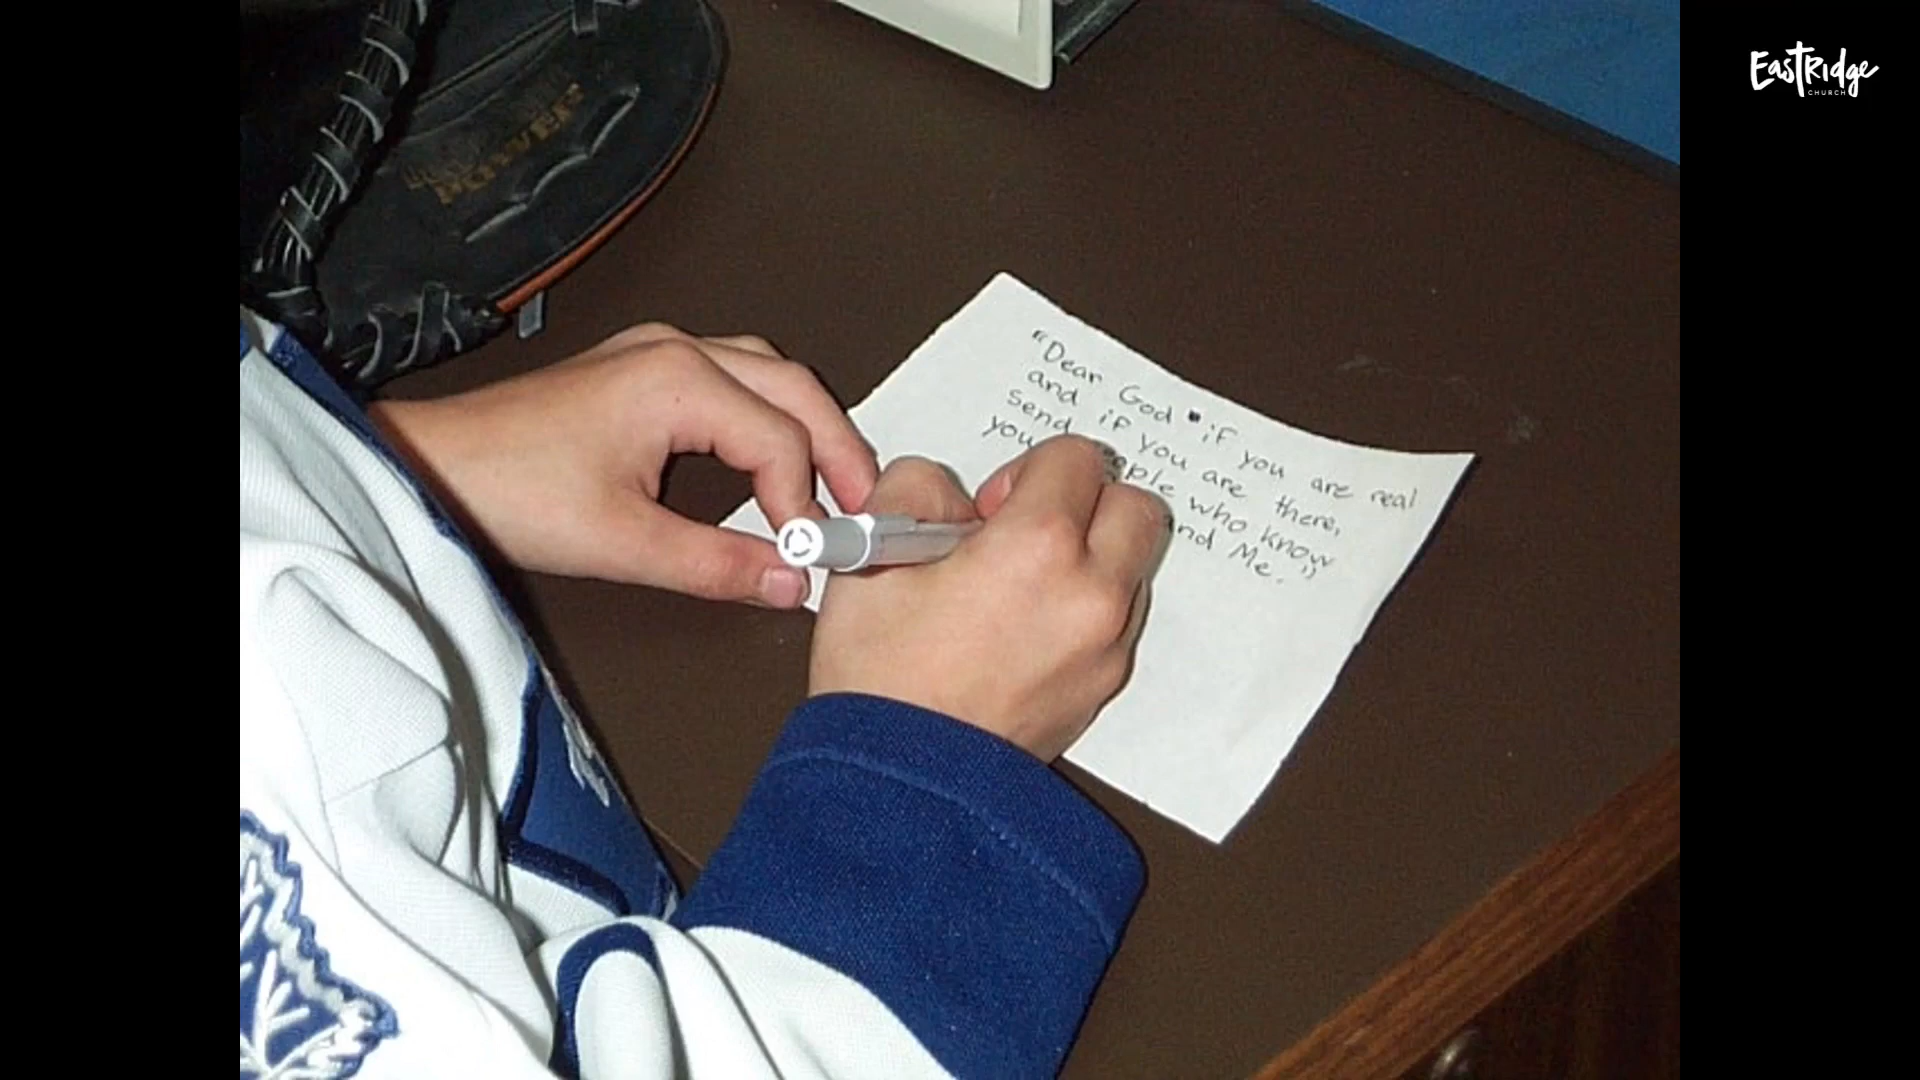 EastRidge
CHURCH
"Dear God if you are real
and if you are there,
send people who know
you and Me."